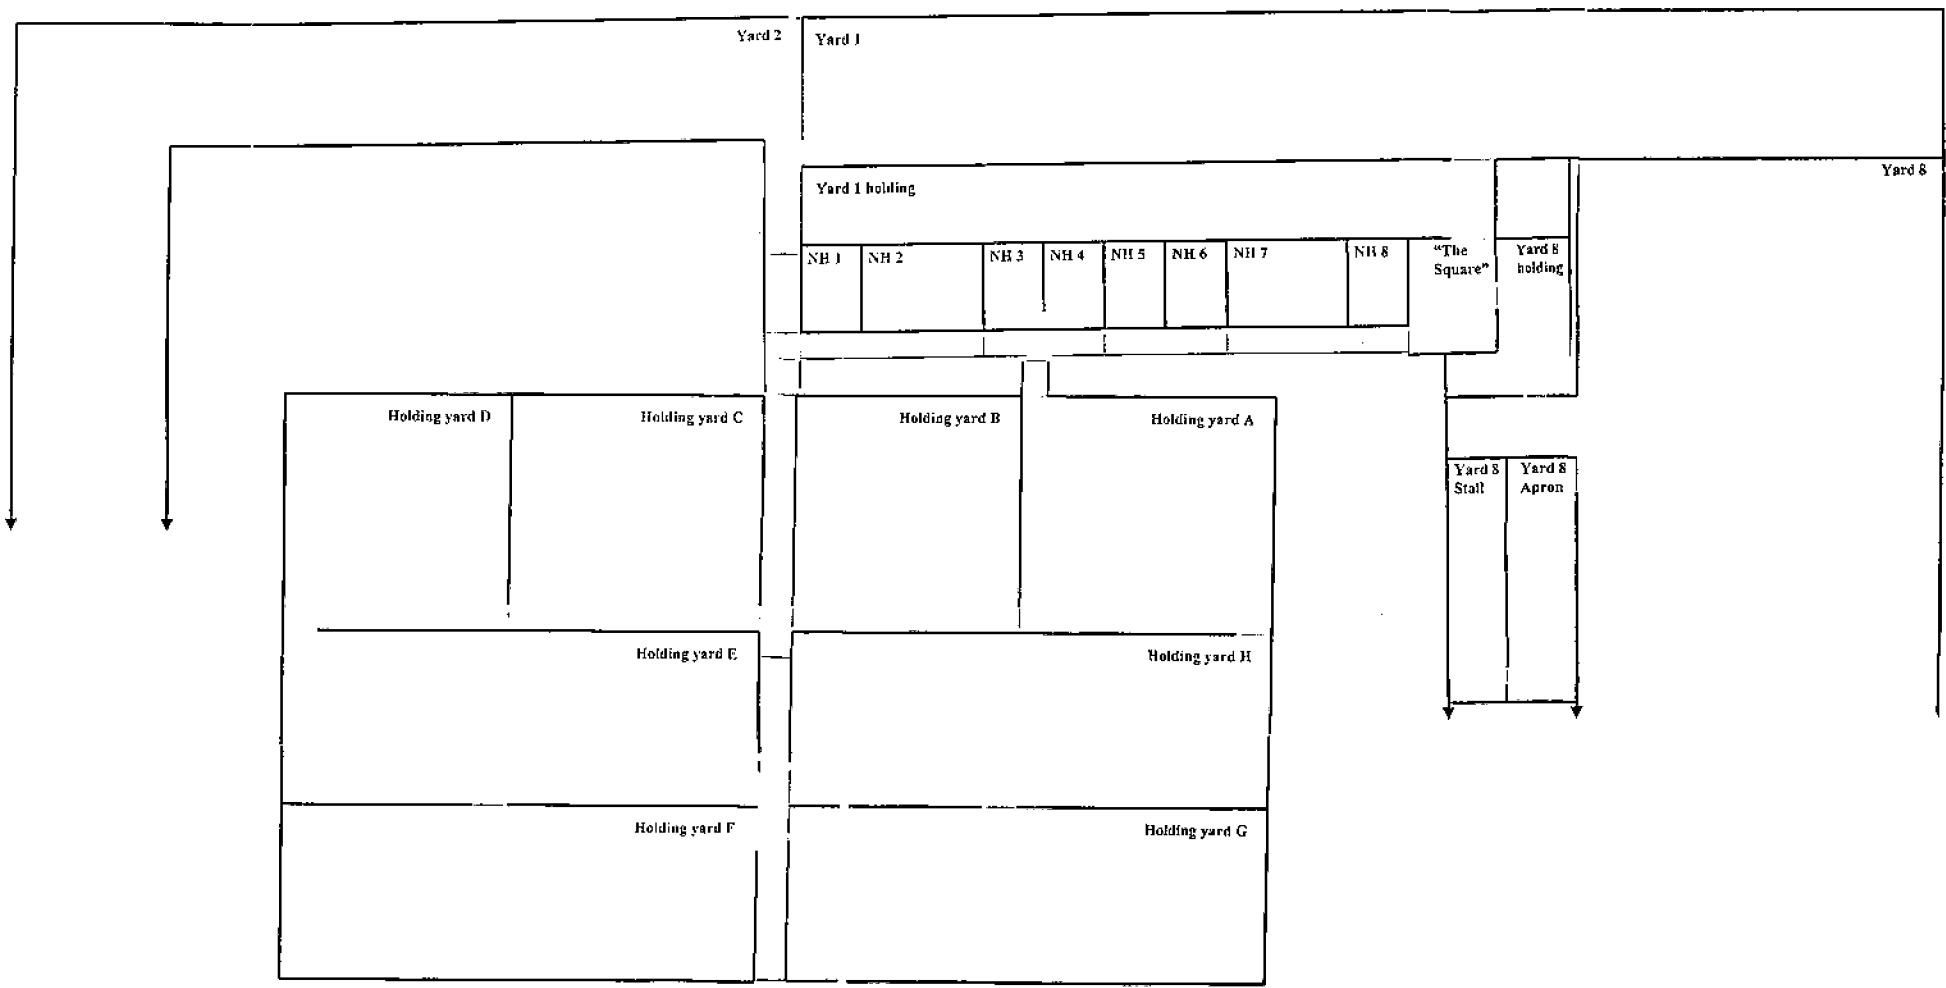 Yard 2
Yard 1
Yard 8
Yard 1 holding
NH 1
NH 2
NH 3
NH 4
NH 5
NH 6
NH 7
NH 8
“The
Square”
Yard 8
holding
Holding yard D
Holding yard C
Holding yard B
Holding yard A
Yard 8
Stall
Yard 8
Apron
Holding yard E
Holding yard H
Holding yard F
Holding yard G